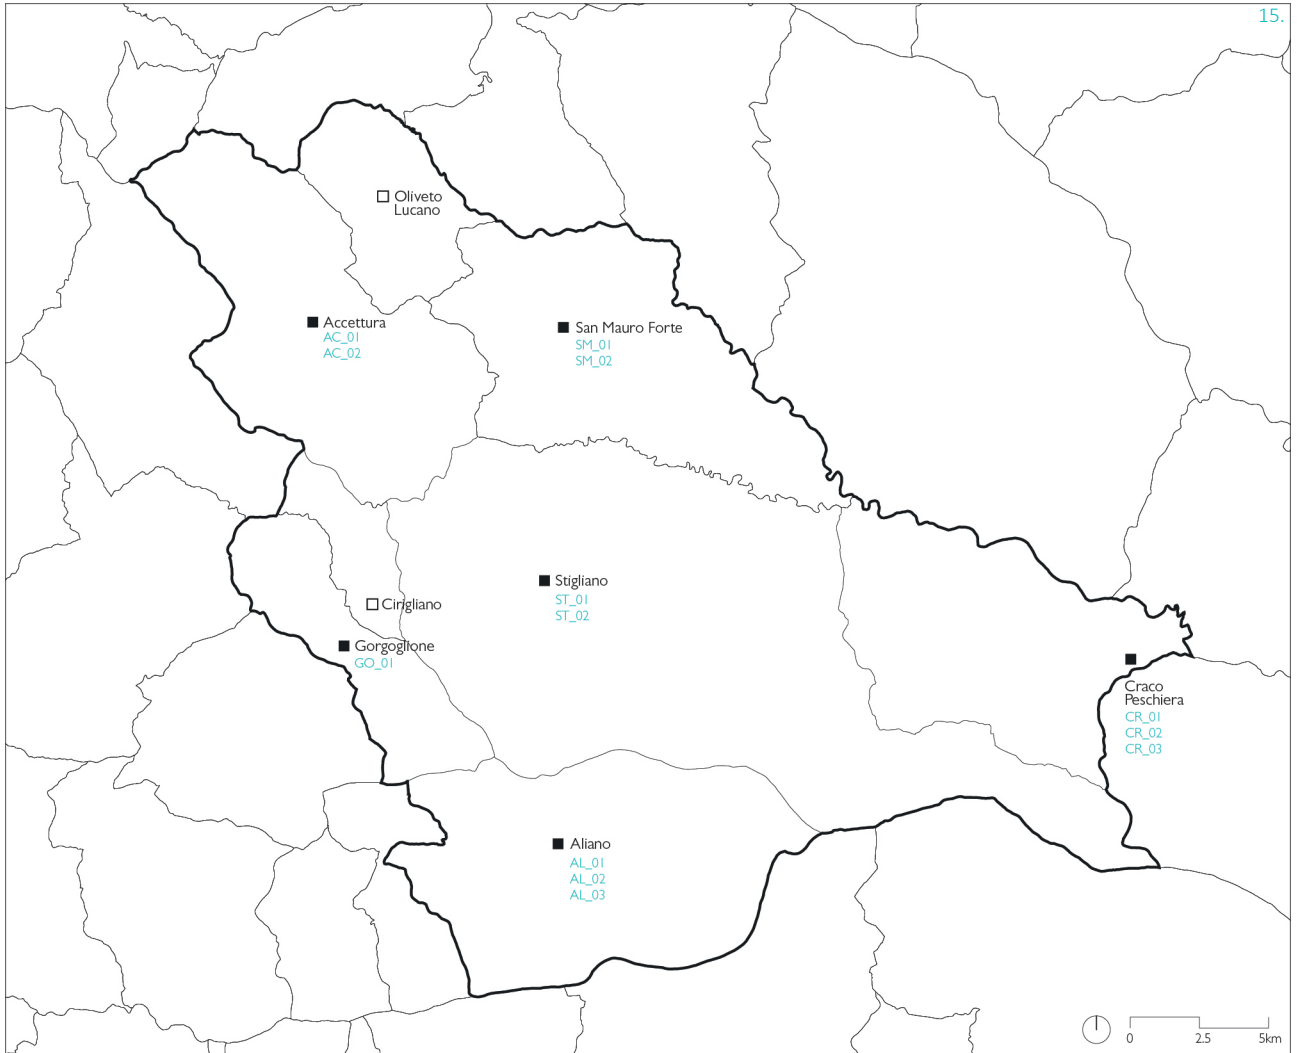 15.
Oliveto
Lucano
Accettura
AC_01
AC_02
San Mauro Forte
SM_01
SM_02
Stigliano
ST_01
ST_02
Cirigliano
Gorgoglione
GO_01
Craco
Peschiera
CR_01
CR_02
CR_03
Aliano
AL_01
AL_02
AL_03
0 2.5 5km